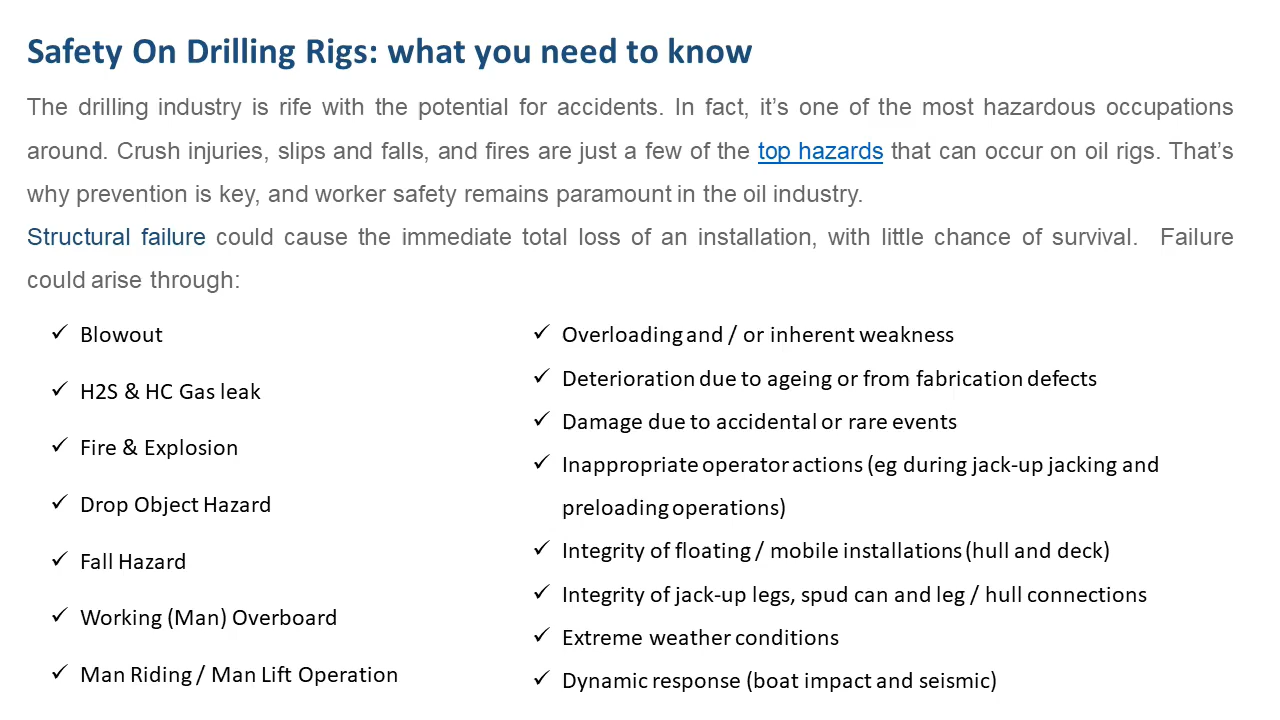 Safety On Drilling Rigs: what you need to know
The drilling industry is rife with the potential for accidents. In fact, it’s one of the most hazardous occupations
around. Crush injuries, slips and falls, and fires are just a few of the top hazards that can occur on oil rigs. That’s
why prevention is key, and worker safety remains paramount in the oil industry.
Structural failure could cause the immediate total loss of an installation, with little chance of survival. Failure
could arise through:
✓ Blowout
✓ H2S & HC Gas leak
✓ Fire & Explosion
✓ Drop Object Hazard
✓ Fall Hazard
✓ Working (Man) Overboard
✓ Man Riding / Man Lift Operation
✓ Overloading and / or inherent weakness
✓ Deterioration due to ageing or from fabrication defects
✓ Damage due to accidental or rare events
✓ Inappropriate operator actions (eg during jack-up jacking and
preloading operations)
✓ Integrity of floating / mobile installations (hull and deck)
✓ Integrity of jack-up legs, spud can and leg / hull connections
✓ Extreme weather conditions
✓ Dynamic response (boat impact and seismic)